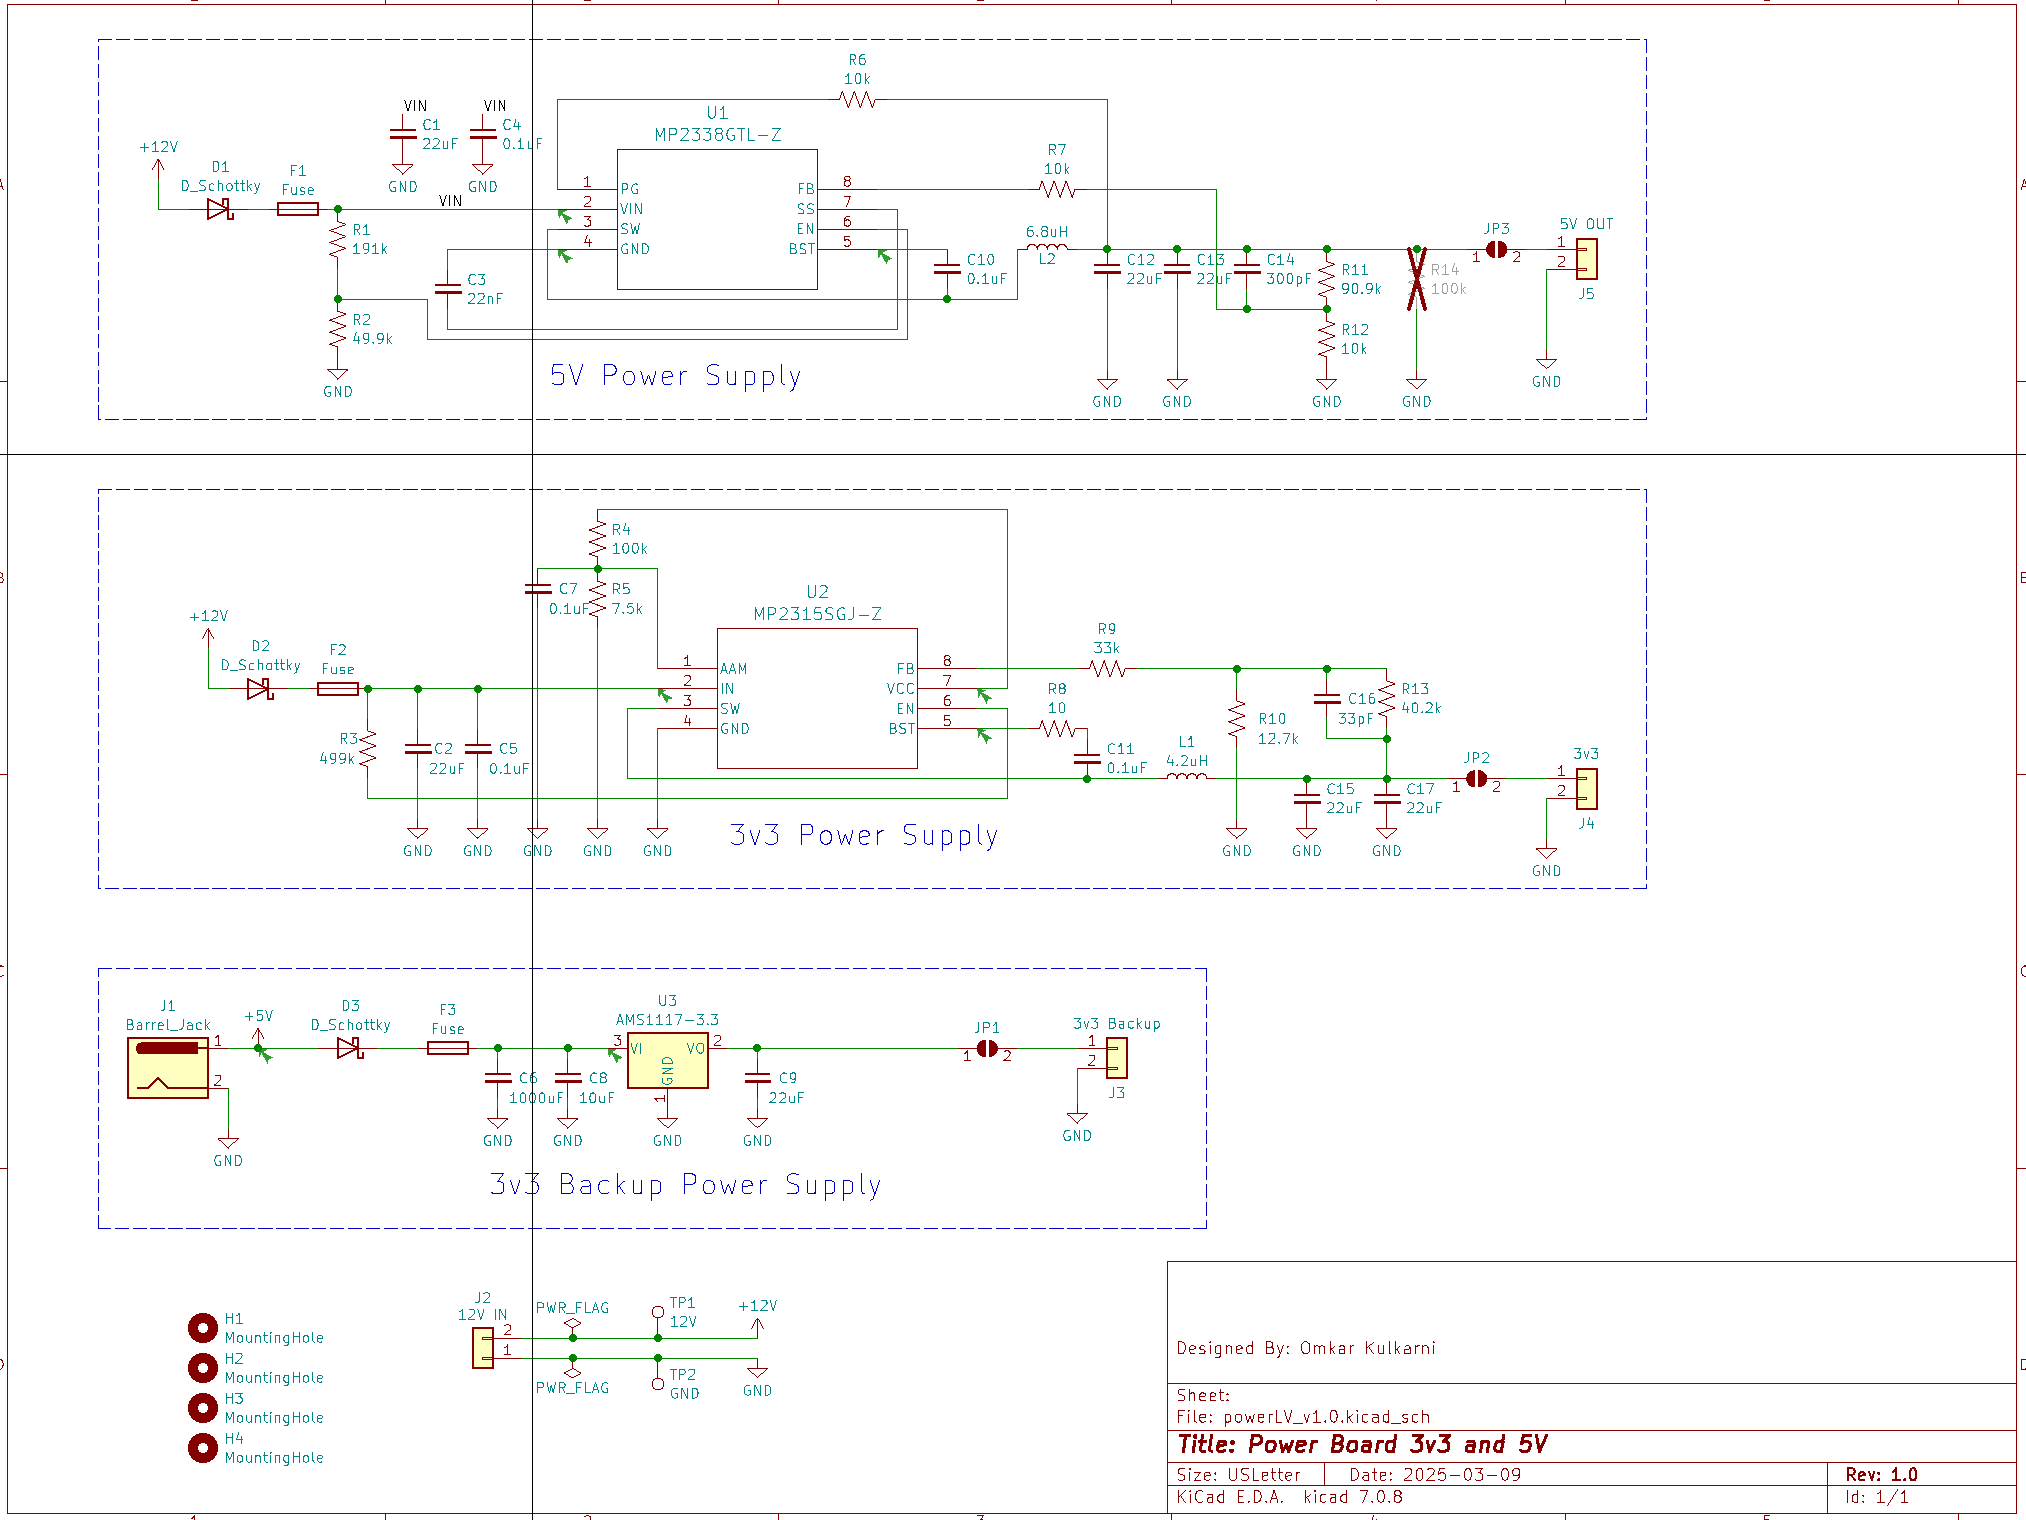 R6
10k
VIN
VIN
C1
22uF
C4
0.1uF
GND
GND
U1
MP2338GTL-Z
+12V
D1
D_Schottky
F1
Fuse
VIN
R1
191k
R2
49.9k
GND
C3
22nF
1 PG
2 VIN
3 SW
4 GND
FB 8
SS 7
EN 6
BST 5
R7
10k
C10
0.1uF
6.8uH
L2
C12
22uF
C13
22uF
C14
300pF
R11
90.9k
R12
10k
R14
100k
JP3
1 2
5V OUT
1
2
J5
GND
GND
GND
GND
GND
5V Power Supply
R4
100k
C7
0.1uF
R5
7.5k
U2
MP2315SGJ-Z
+12V
D2
D_Schottky
F2
Fuse
R3
499k
C2
22uF
C5
0.1uF
1 AAM
2 IN
3 SW
4 GND
FB 8
VCC 7
EN 6
BST 5
R9
33k
R8
10
C11
0.1uF
L1
4.2uH
R10
12.7k
C16
33pF
R13
40.2k
C15
22uF
C17
22uF
JP2
1 2
3v3
1
2
J4
GND
GND
GND
GND
GND
GND
GND
GND
GND
3v3 Power Supply
J1
Barrel_Jack
1
2
GND
+5V
D3
D_Schottky
F3
Fuse
C6
1000uF
C8
10uF
U3
AMS1117-3.3
3 VI
VO 2
GND
1
C9
22uF
JP1
1 2
3v3 Backup
1
2
J3
GND
GND
GND
GND
GND
3v3 Backup Power Supply
H1
MountingHole
H2
MountingHole
H3
MountingHole
H4
MountingHole
J2
12V IN
2
1
PWR_FLAG
PWR_FLAG
TP1
12V
TP2
GND
+12V
GND
Designed By: Omkar Kulkarni
Sheet:
File: powerLV_v1.0.kicad_sch
Title: Power Board 3v3 and 5V
Size: USLetter
Date: 2025-03-09
Rev: 1.0
KiCad E.D.A. kicad 7.0.8
Id: 1/1